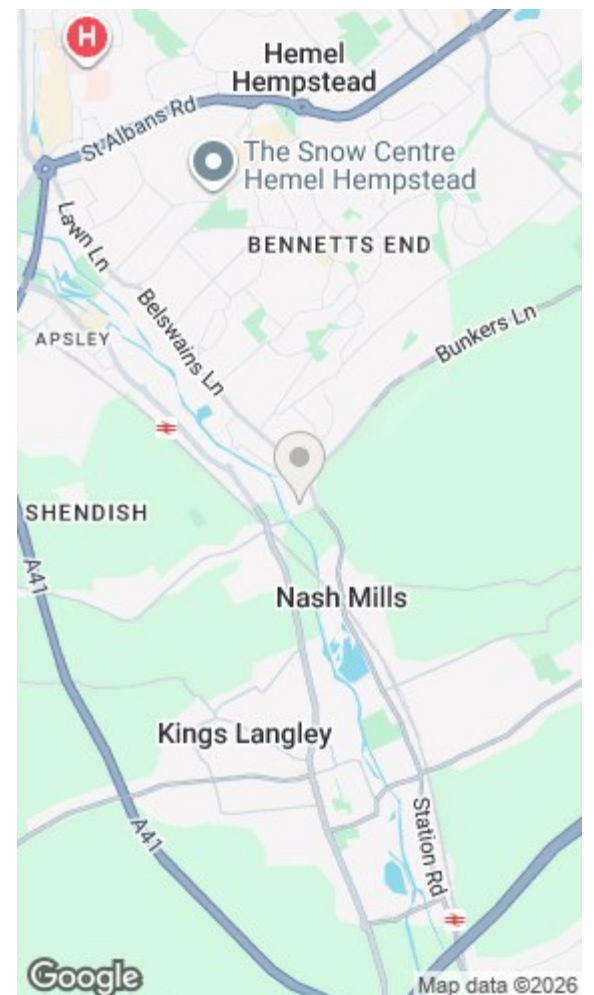 H
Hemel
Hempstead
St Albans Rd
The Snow Centre
Hemel Hempstead
Lawn Ln
BENNETTS END
Belswains Ln
Bunkers Ln
APSLEY
SHENDISH
A41
Nash Mills
Kings Langley
A41
Station Rd
Google
Map data ©2026